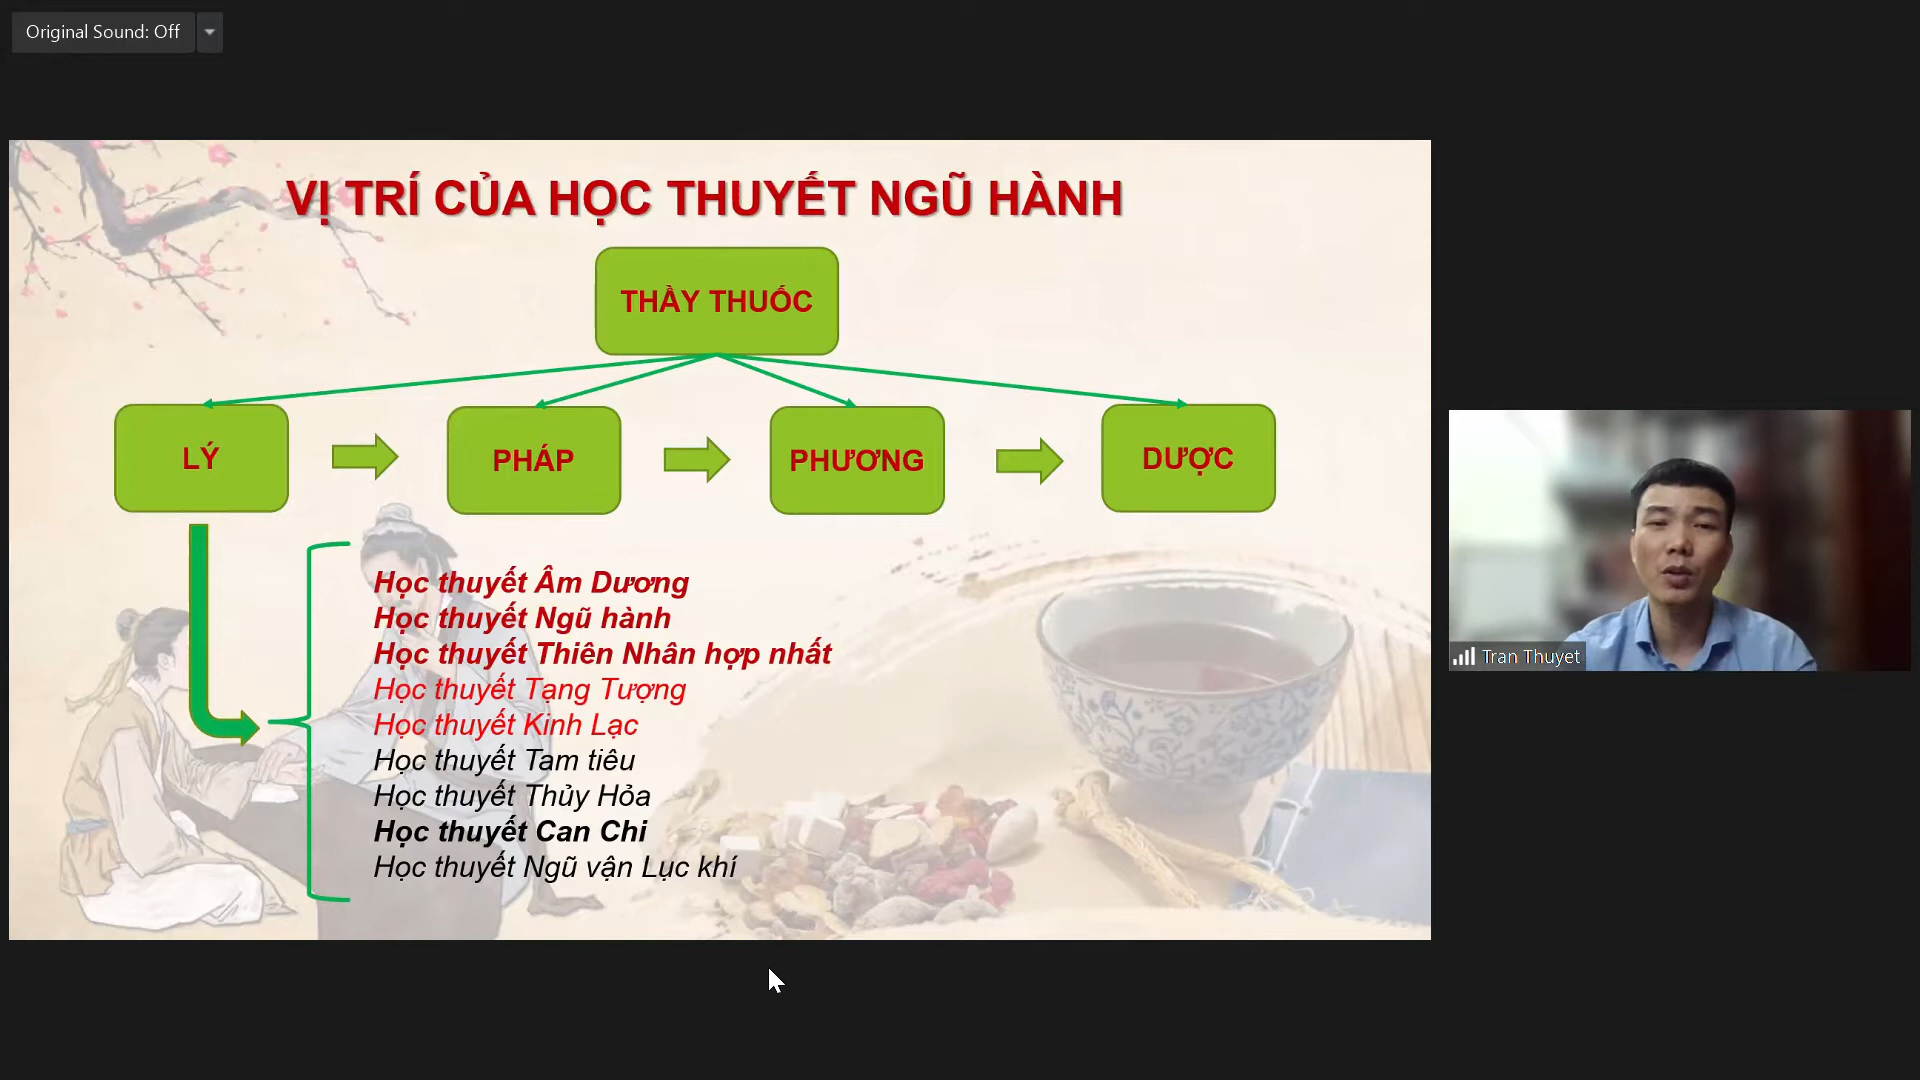 Original Sound: Off
VỊ TRÍ CỦA HỌC THUYẾT NGŨ HÀNH
THẦY THUỐC
LÝ
PHÁP
PHƯƠNG
DƯỢC
Học thuyết Âm Dương
Học thuyết Ngũ hành
Học thuyết Thiên Nhân hợp nhất
Học thuyết Tạng Tượng
Học thuyết Kinh Lạc
Học thuyết Tam tiêu
Học thuyết Thủy Hỏa
Học thuyết Can Chi
Học thuyết Ngũ vận Lục khí
Tran Thuyet